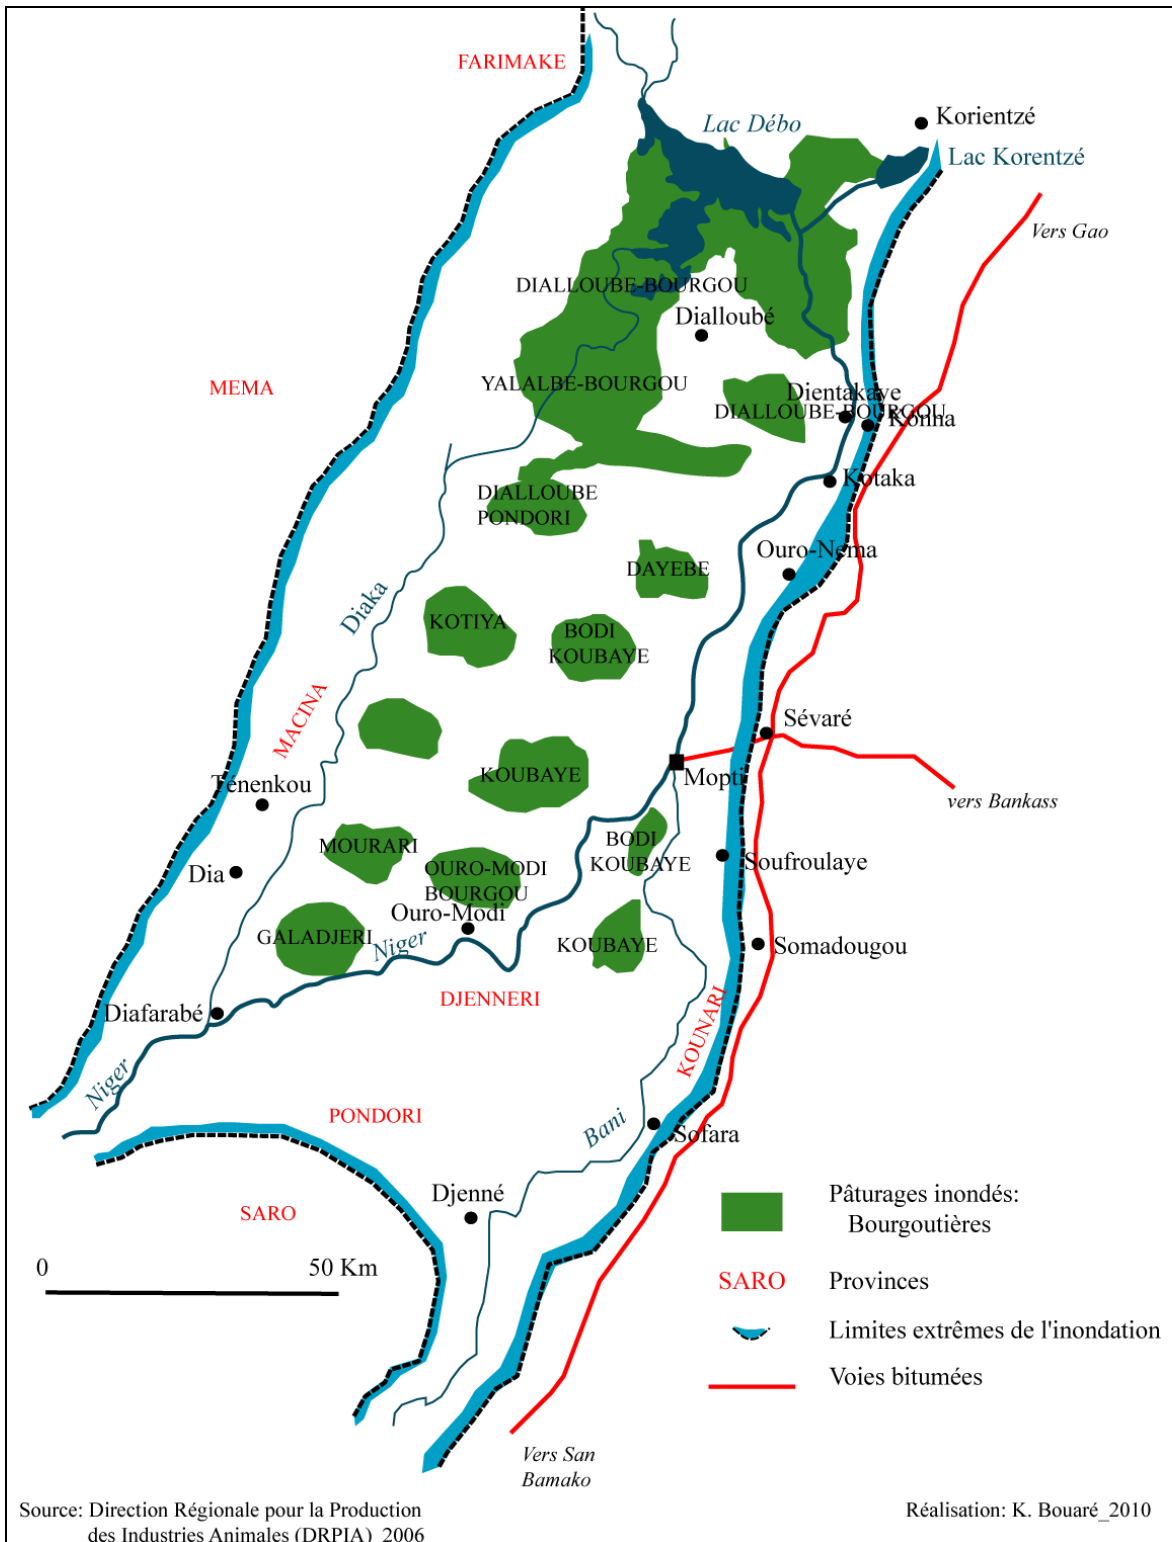 FARIMAKE
Korientzé
Lac Débo
Lac Korentzé
Vers Gao
DIALLOUBE-BOURGOU
Dialloubé
MEMA
YALALBE-BOURGOU
Dientakaye
DIALLOUBE-BOURGOU
Konna
Kotaka
DIALLOUBE
PONDORI
Ouro-Nema
DAYEBE
Diaka
KOTIYA
BODI
KOUBAYE
MACINA
Sévaré
KOUBAYE
Mopti
Ténenkou
vers Bankass
MOURARI
BODI
KOUBAYE
Soufroulaye
Dia
OURO-MODI
BOURGOU
Ouro-Modi
GALADJERI
Niger
KOUBAYE
Somadougou
DJENNERI
Diafarabé
KOUNARI
Niger
PONDORI
Bani
Sofara
Djenné
SARO
Pâturages inondés:
Bourgoutières
0 50 Km
SARO Provinces
Limites extrêmes de l'inondation
Voies bitumées
Vers San
Bamako
Source: Direction Régionale pour la Production
des Industries Animales (DRPIA)_2006
Réalisation: K. Bouaré_2010